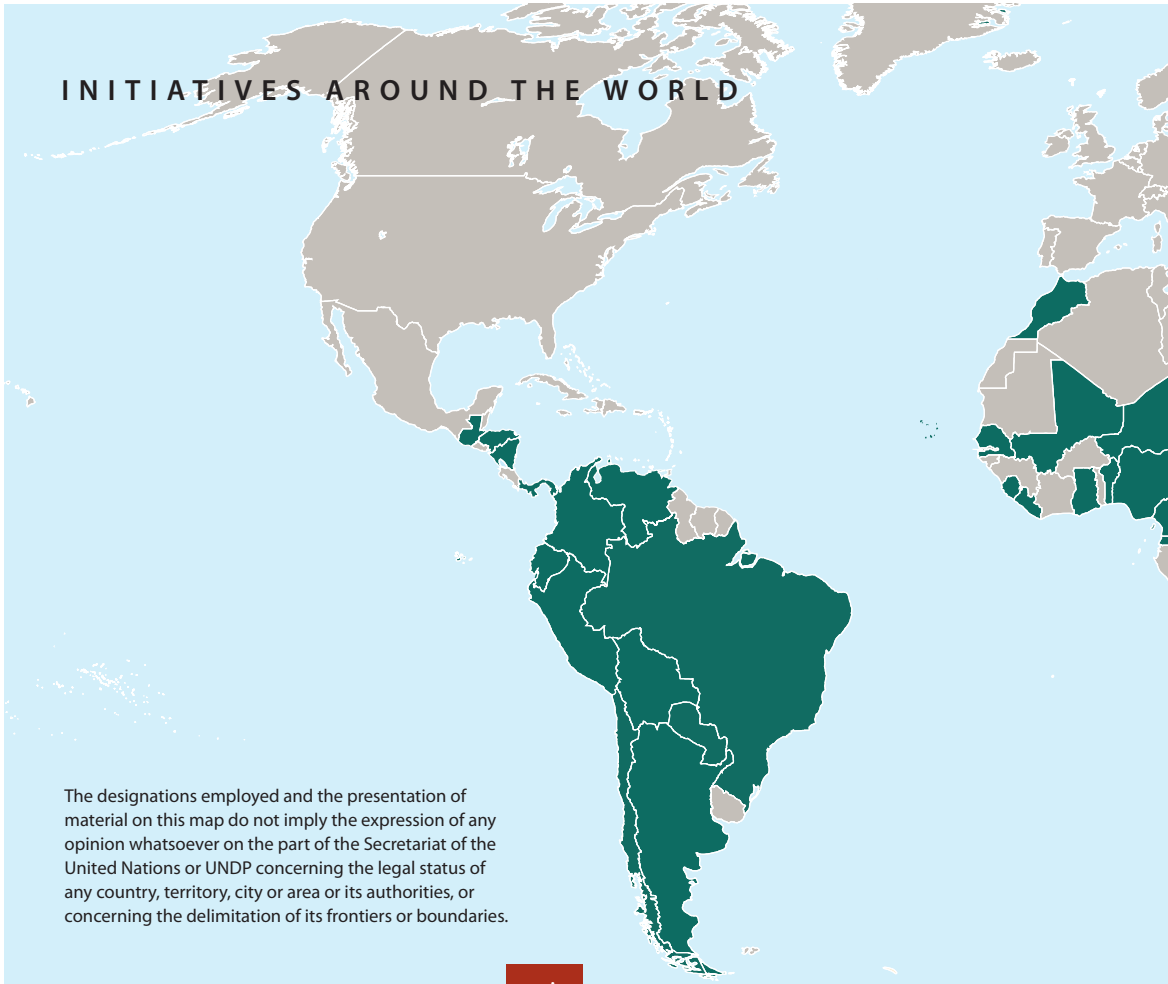 INITIATIVES AROUND THE WORLD
The designations employed and the presentation of
material on this map do not imply the expression of any
opinion whatsoever on the part of the Secretariat of the
United Nations or UNDP concerning the legal status of
any country, territory, city or area or its authorities, or
concerning the delimitation of its frontiers or boundaries.